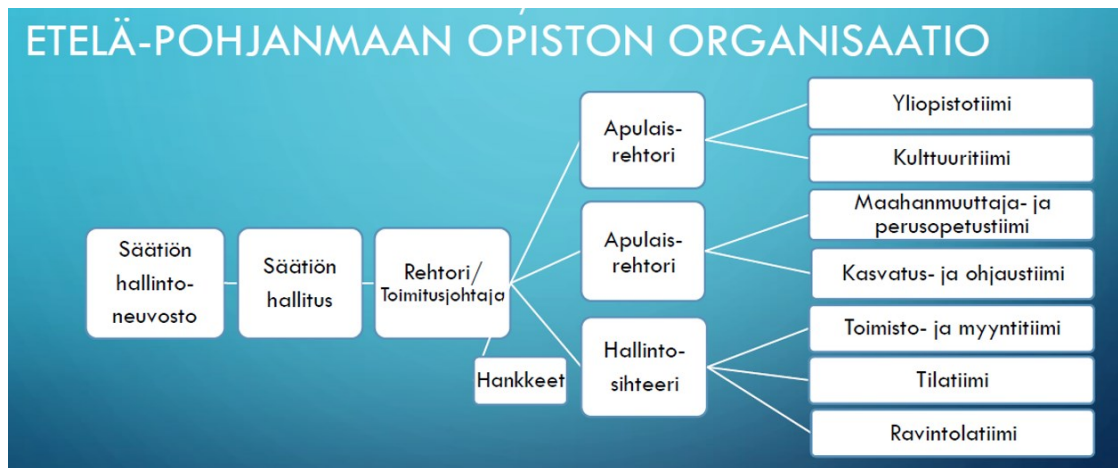 ETELÄ-POHJANMAAN OPISTON ORGANISAATIO
Säätiön
hallinto-
neuvosto
Säätiön
hallitus
Rehtori/
Toimitusjohtaja
Hankkeet
Apulais-
rehtori
Apulais-
rehtori
Hallinto-
sihteeri
Yliopistotiimi
Kulttuuritiimi
Maahanmuuttaja- ja
perusopetustiimi
Kasvatus- ja ohjaustiimi
Toimisto- ja myyntitiimi
Tilatiimi
Ravintolatiimi